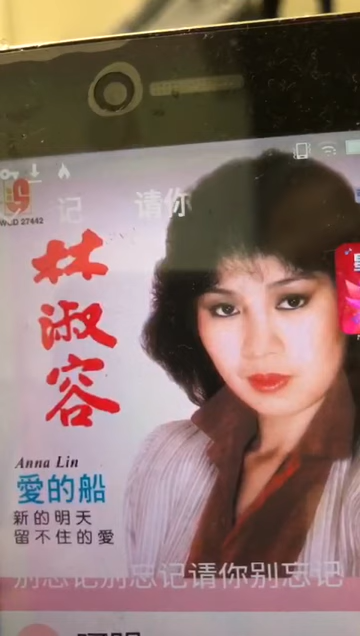 WCD 27442
记
请你
林淑容
Anna Lin
愛的船
新的明天
留不住的愛
别忘记别忘记请你别忘记